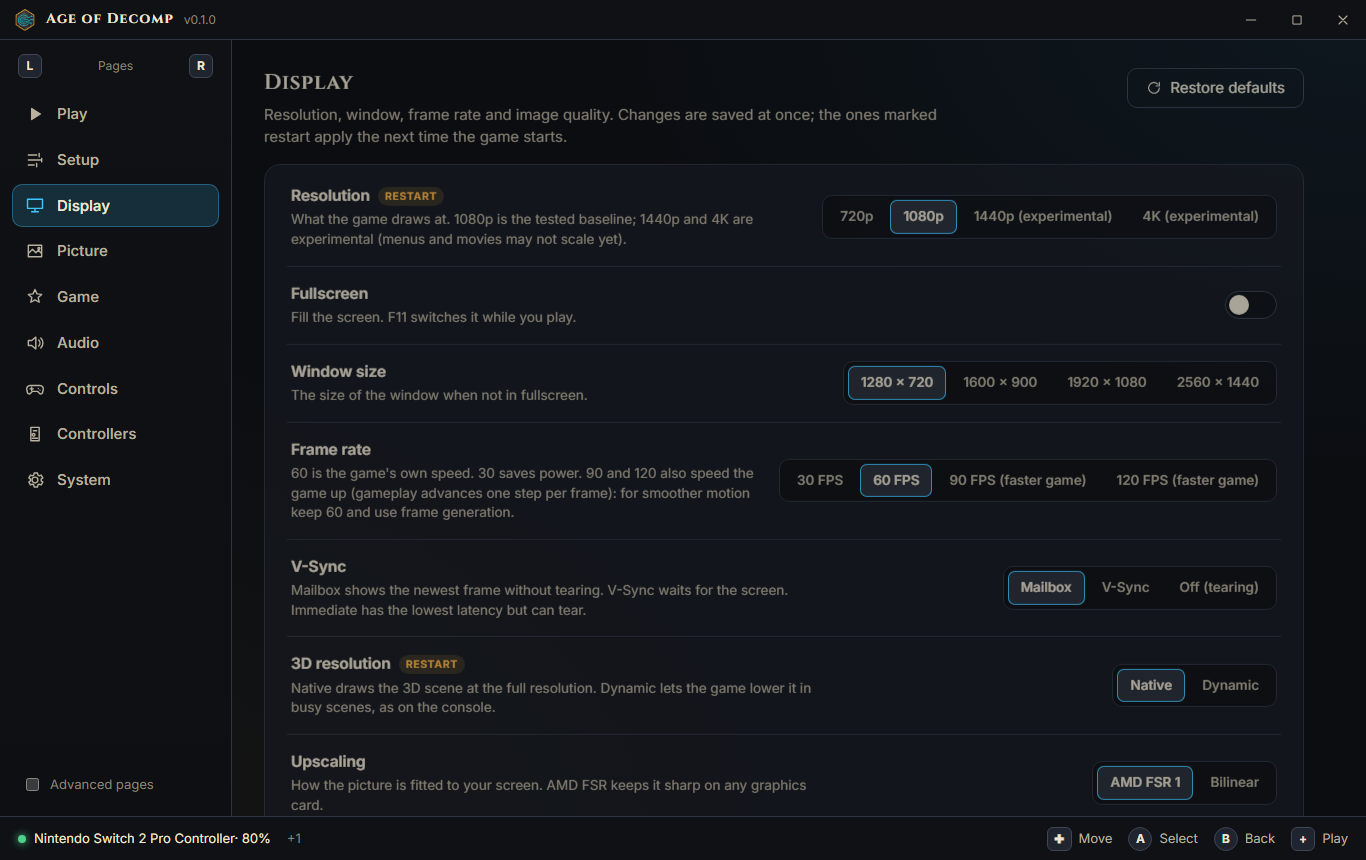 AGE OF DECOMP v0.1.0
L Pages R
Play
Setup
Display
Picture
Game
Audio
Controls
Controllers
System
Advanced pages
DISPLAY
Resolution, window, frame rate and image quality. Changes are saved at once; the ones marked
restart apply the next time the game starts.
Restore defaults
Resolution RESTART
What the game draws at. 1080p is the tested baseline; 1440p and 4K are
experimental (menus and movies may not scale yet).
720p 1080p 1440p (experimental) 4K (experimental)
Fullscreen
Fill the screen. F11 switches it while you play.
Window size
The size of the window when not in fullscreen.
1280 × 720 1600 × 900 1920 × 1080 2560 × 1440
Frame rate
60 is the game's own speed. 30 saves power. 90 and 120 also speed the
game up (gameplay advances one step per frame): for smoother motion
keep 60 and use frame generation.
30 FPS 60 FPS 90 FPS (faster game) 120 FPS (faster game)
V-Sync
Mailbox shows the newest frame without tearing. V-Sync waits for the screen.
Immediate has the lowest latency but can tear.
Mailbox V-Sync Off (tearing)
3D resolution RESTART
Native draws the 3D scene at the full resolution. Dynamic lets the game lower it in
busy scenes, as on the console.
Native Dynamic
Upscaling
How the picture is fitted to your screen. AMD FSR keeps it sharp on any graphics
card.
AMD FSR 1 Bilinear
Nintendo Switch 2 Pro Controller· 80% +1
Move A Select B Back + Play